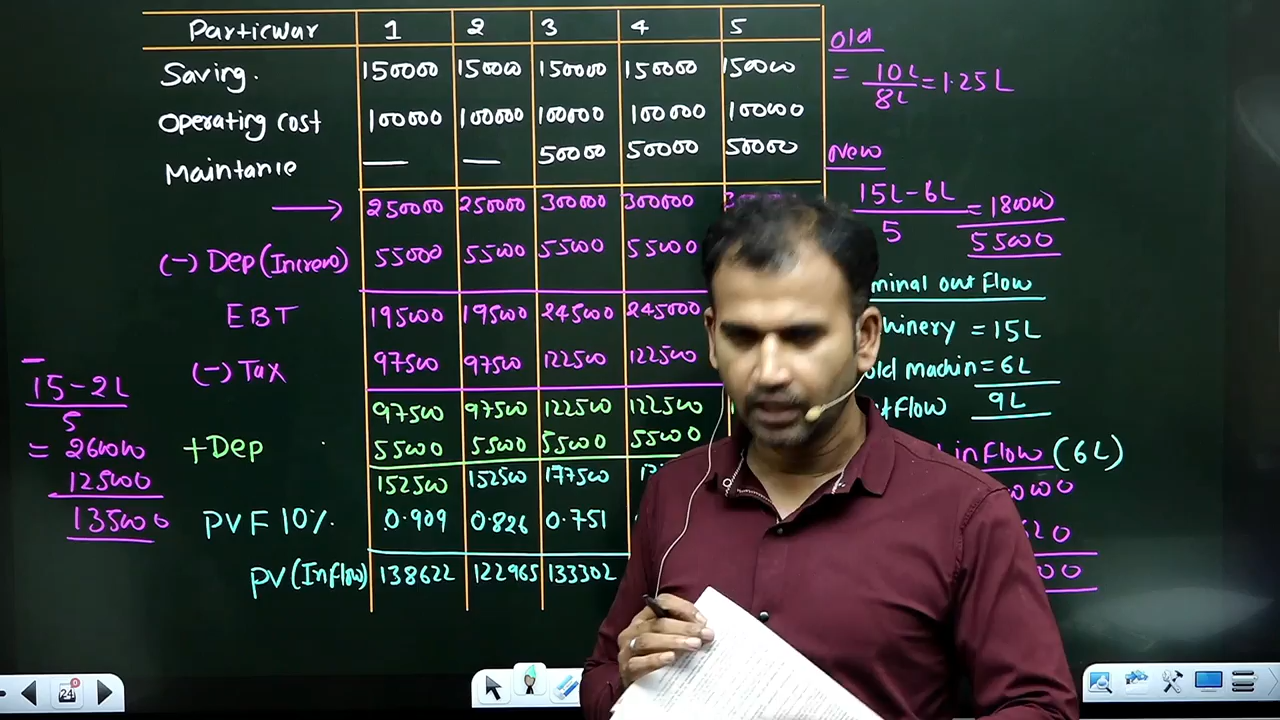 Particular 1 2 3 4 5
Saving. 150000 150000 150000 150000 150000
Operating cost 100000 100000 100000 100000 100000
Maintanie — — 50000 50000 50000
→ 250000 250000 300000 300000
(-) Dep (Increm) 55000 55000 55000 55000
EBT 195000 195000 245000 245000
(-) Tax 97500 97500 122500 122500
97500 97500 122500 122500
+Dep 55000 55000 55000 55000
152500 152500 177500
PVF 10% 0.909 0.826 0.751
PV (Inflow) 138622 122965 133302
15-2L
5
= 260000
125000
135000
old
= 10L
8L
= 1.25L
New
15L-6L
5
= 180000
55000
minal out flow
hinery = 15L
old machin = 6L
tflow 9L
inflow (6L)
24